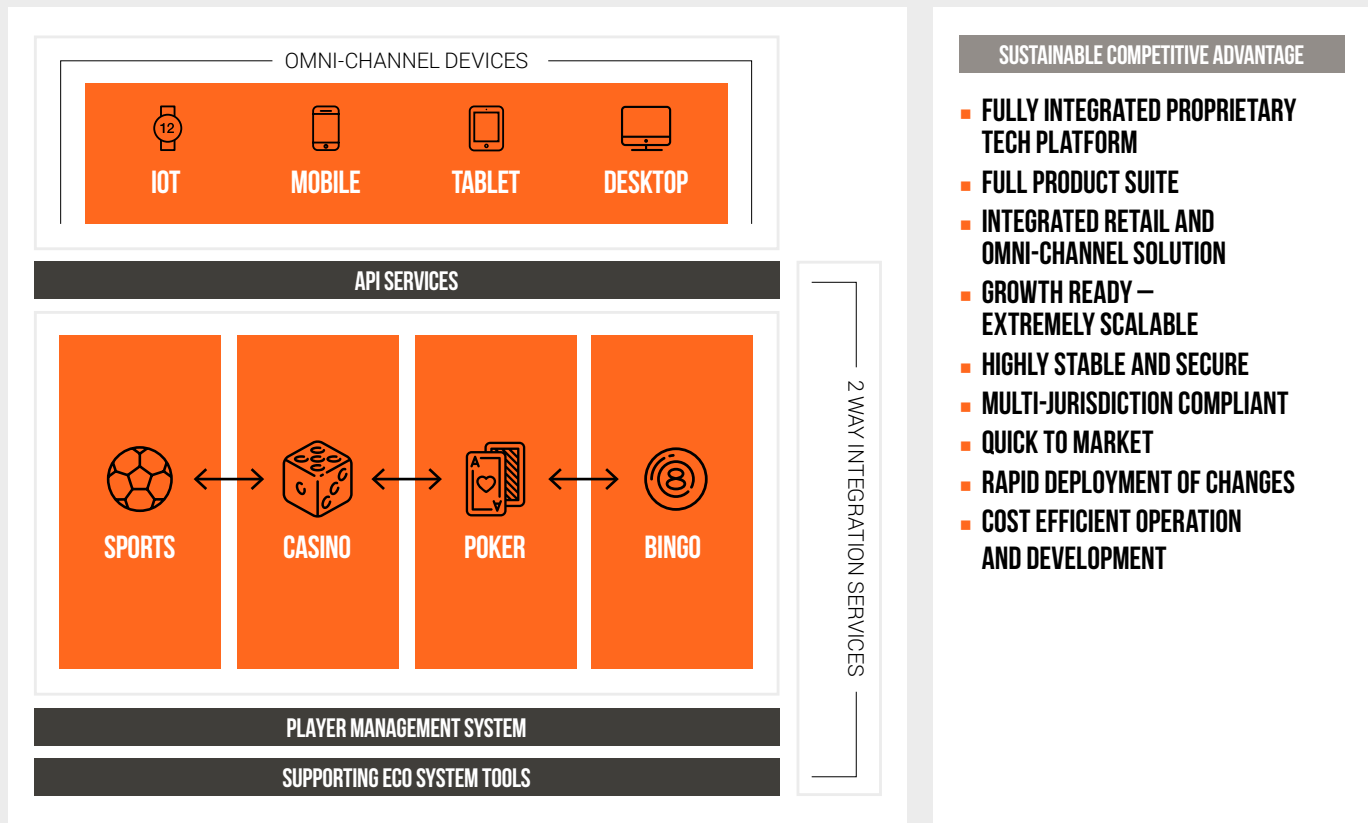 OMNI-CHANNEL DEVICES
12
IOT
MOBILE
TABLET
DESKTOP
API SERVICES
A
A
8
SPORTS
CASINO
POKER
BINGO
2 WAY INTEGRATION SERVICES
PLAYER MANAGEMENT SYSTEM
SUPPORTING ECO SYSTEM TOOLS
SUSTAINABLE COMPETITIVE ADVANTAGE
FULLY INTEGRATED PROPRIETARY
TECH PLATFORM
FULL PRODUCT SUITE
INTEGRATED RETAIL AND
OMNI-CHANNEL SOLUTION
GROWTH READY –
EXTREMELY SCALABLE
HIGHLY STABLE AND SECURE
MULTI-JURISDICTION COMPLIANT
QUICK TO MARKET
RAPID DEPLOYMENT OF CHANGES
COST EFFICIENT OPERATION
AND DEVELOPMENT